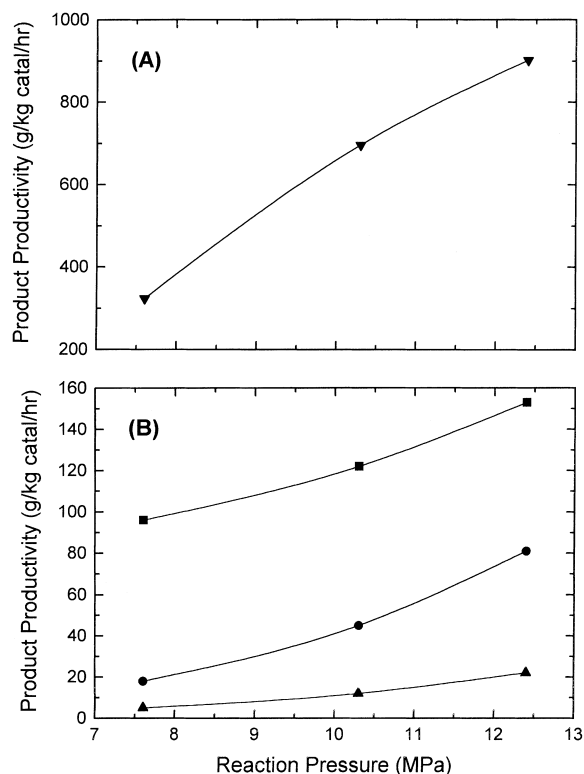 1000
800
600
400
200
(A)
Product Productivity (g/kg catal/hr)
160
140
120
100
80
60
40
20
0
(B)
Product Productivity (g/kg catal/hr)
7 8 9 10 11 12 13
Reaction Pressure (MPa)